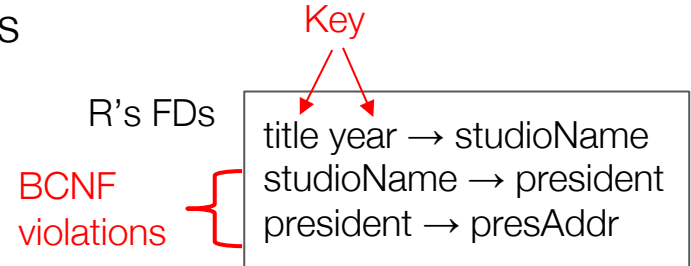 s
Key
R's FDs
title year → studioName
studioName → president
president → presAddr
BCNF
violations